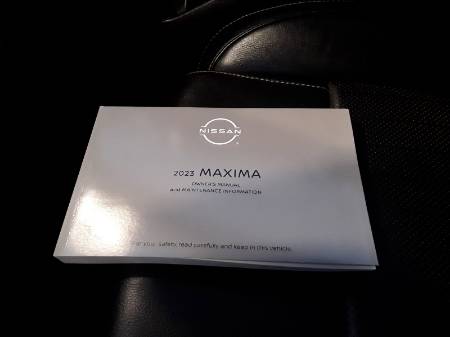 NISSAN
2023 MAXIMA
OWNER'S MANUAL
and MAINTENANCE INFORMATION
For your safety, read carefully and keep in this vehicle.